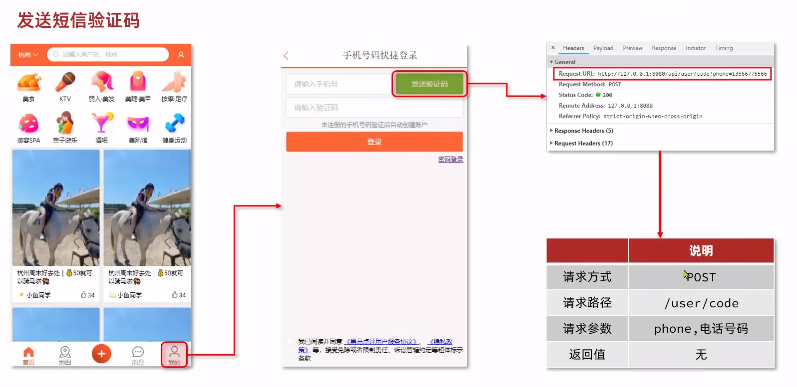 发送短信验证码
杭州
请输入商户名、地点
美食
KTV
丽人·美发
美睫·美甲
按摩·足疗
美容SPA
亲子游乐
酒吧
轰趴馆
健身运动
杭州周末好去处｜👍50就可以骑马啦🐎
杭州周末好去处｜👍50就可以骑马啦🐎
小鱼同学
34
小鱼同学
34
首页
地图
消息
我的
手机号码快捷登录
请输入手机号
发送验证码
请输入验证码
未注册的手机号码验证后自动创建账户
登录
密码登录
我已阅读并同意《黑马点评用户服务协议》、《隐私政
策》等，接受免除或者限制责任、诉讼管辖约定等粗体标示
条款
Headers Payload Preview Response Initiator Timing
General
Request URL: http://127.0.0.1:8080/api/user/code?phone=13566775566
Request Method: POST
Status Code: 200
Remote Address: 127.0.0.1:8080
Referrer Policy: strict-origin-when-cross-origin
Response Headers (5)
Request Headers (17)
说明
请求方式 POST
请求路径 /user/code
请求参数 phone,电话号码
返回值 无